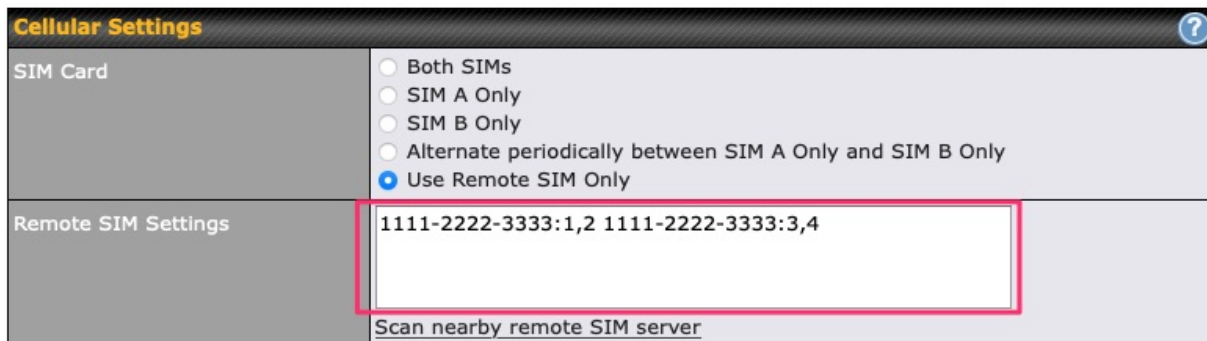 Cellular Settings
?
SIM Card
Both SIMs
SIM A Only
SIM B Only
Alternate periodically between SIM A Only and SIM B Only
Use Remote SIM Only
Remote SIM Settings
1111-2222-3333:1,2 1111-2222-3333:3,4
Scan nearby remote SIM server